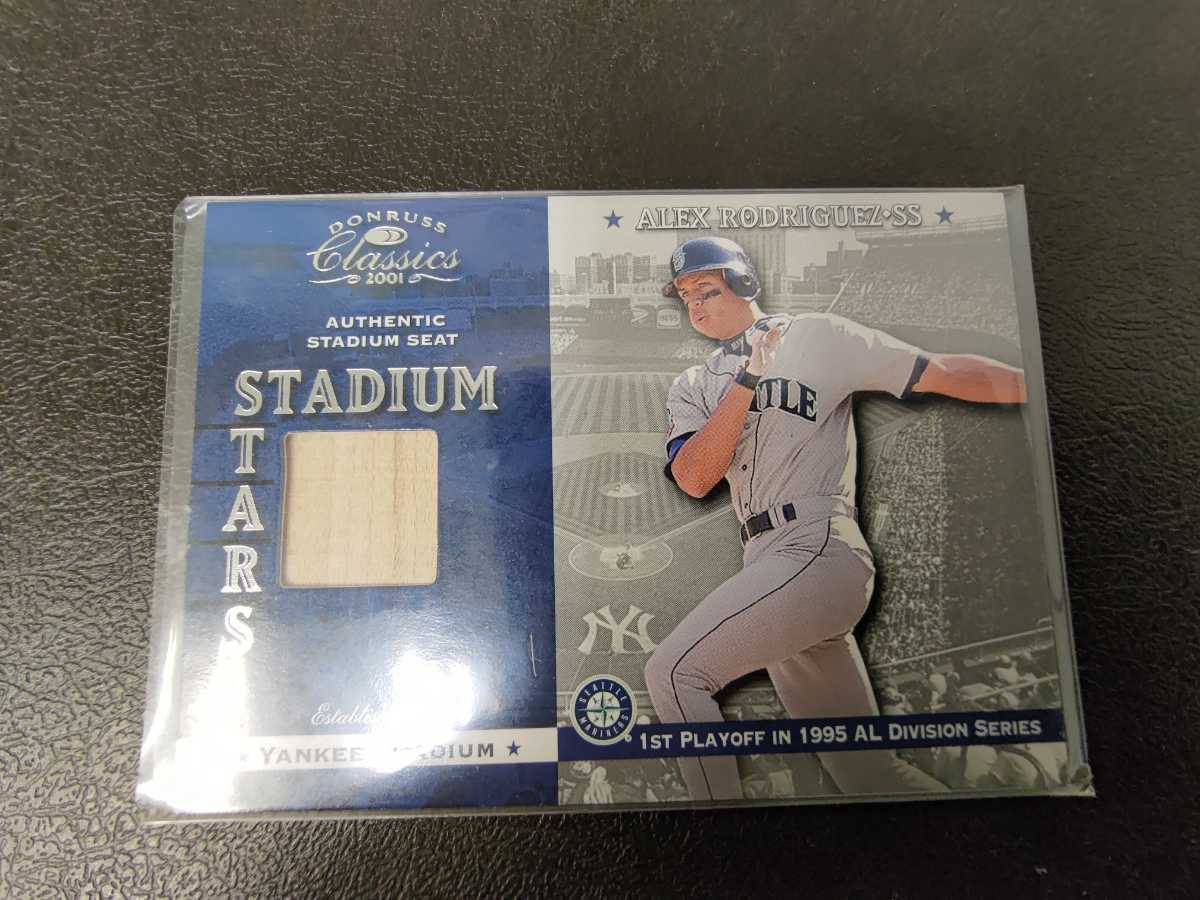 DONRUSS
Classics
2001
AUTHENTIC
STADIUM SEAT
STADIUM
STARS
YANKEE
ALEX RODRIGUEZ•SS
NY
SEATTLE
MARINERS
1ST PLAYOFF IN 1995 AL DIVISION SERIES